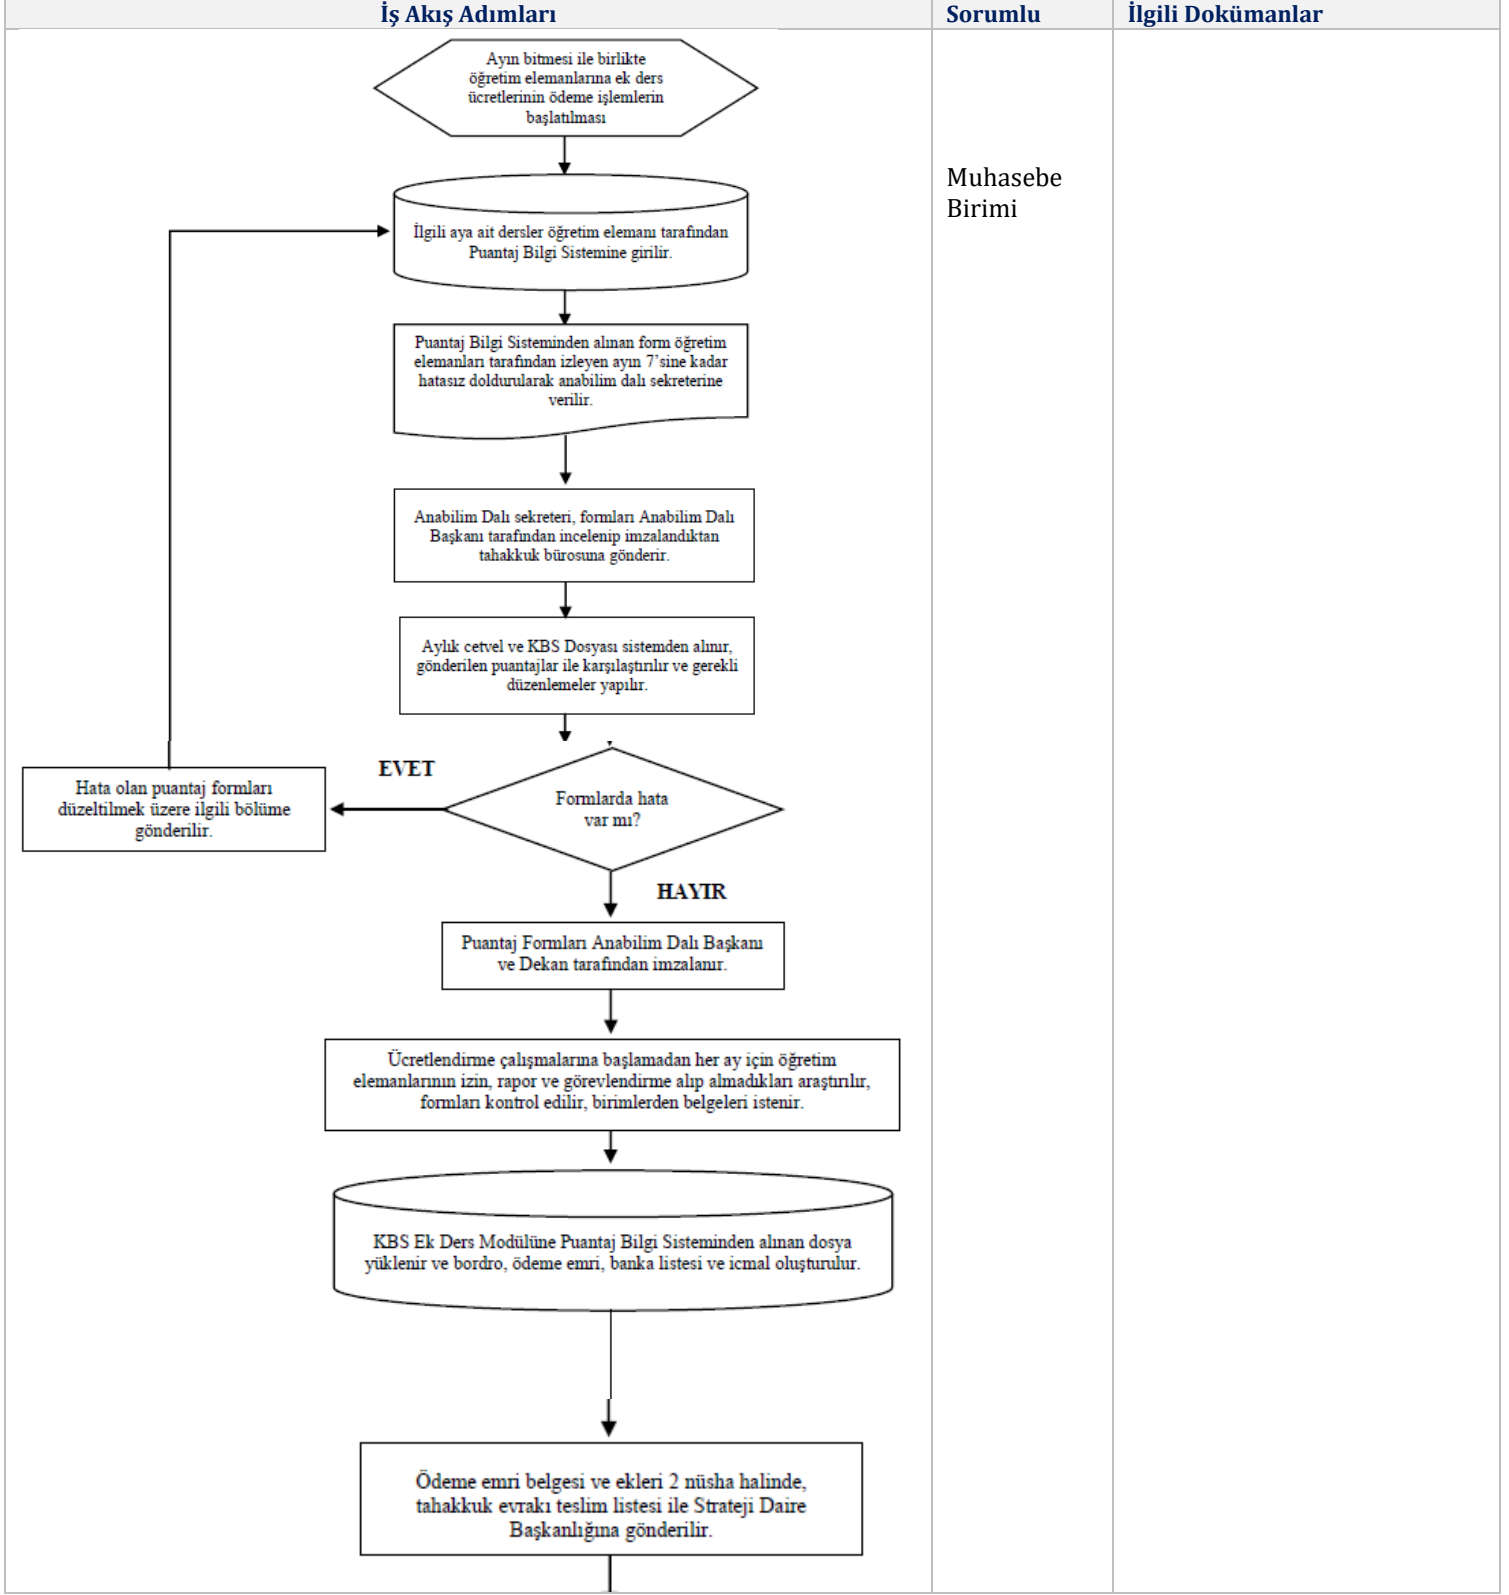 İş Akış Adımları
Sorumlu
İlgili Dokümanlar
Ayın bitmesi ile birlikte
öğretim elemanlarına ek ders
ücretlerinin ödeme işlemlerin
başlatılması
Muhasebe
Birimi
İlgili aya ait dersler öğretim elemanı tarafından
Puantaj Bilgi Sistemine girilir.
Puantaj Bilgi Sisteminden alınan form öğretim
elemanları tarafından izleyen ayın 7’sine kadar
hatasız doldurularak anabilim dalı sekreterine
verilir.
Anabilim Dalı sekreteri, formları Anabilim Dalı
Başkanı tarafından incelenip imzalandıktan
tahakkuk bürosuna gönderir.
Aylık cetvel ve KBS Dosyası sistemden alınır,
gönderilen puantajlar ile karşılaştırılır ve gerekli
düzenlemeler yapılır.
EVET
Hata olan puantaj formları
düzeltilmek üzere ilgili bölüme
gönderilir.
Formlarda hata
var mı?
HAYIR
Puantaj Formları Anabilim Dalı Başkanı
ve Dekan tarafından imzalanır.
Ücretlendirme çalışmalarına başlamadan her ay için öğretim
elemanlarının izin, rapor ve görevlendirme alıp almadıkları araştırılır,
formları kontrol edilir, birimlerden belgeleri istenir.
KBS Ek Ders Modülüne Puantaj Bilgi Sisteminden alınan dosya
yüklenir ve bordro, ödeme emri, banka listesi ve icmal oluşturulur.
Ödeme emri belgesi ve ekleri 2 nüsha halinde,
tahakkuk evrakı teslim listesi ile Strateji Daire
Başkanlığına gönderilir.